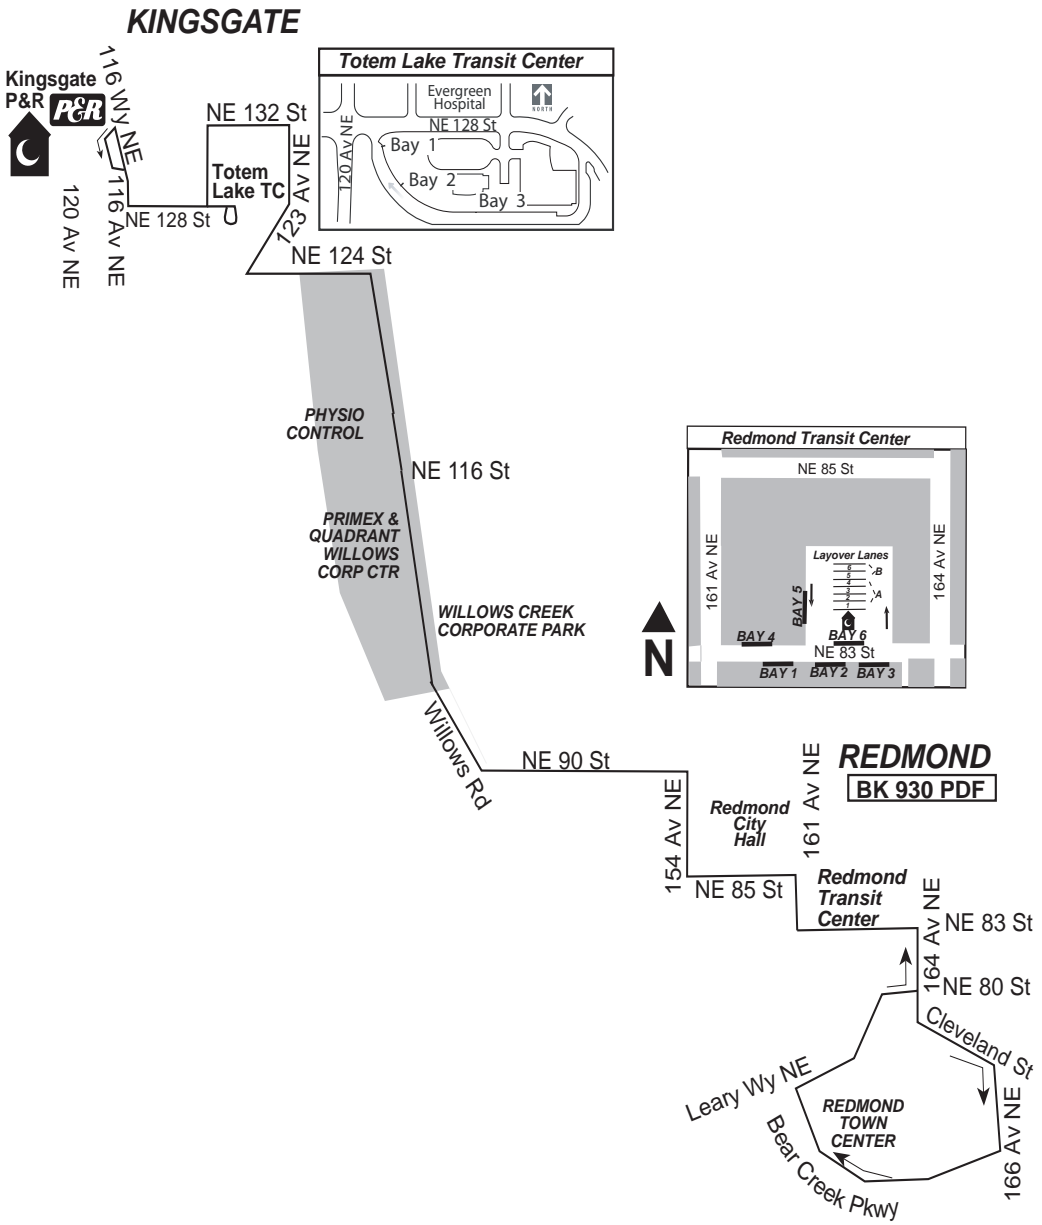 KINGSGATE
Kingsgate
P&R
P&R
116 Wy NE
NE 132 St
Totem
Lake TC
123 Av NE
120 Av NE
116 Av NE
NE 128 St
NE 124 St
Totem Lake Transit Center
Evergreen
Hospital
NORTH
NE 128 St
120 Av NE
Bay 1
Bay 2
Bay 3
PHYSIO
CONTROL
NE 116 St
PRIMEX &
QUADRANT
WILLOWS
CORP CTR
WILLOWS CREEK
CORPORATE PARK
N
Redmond Transit Center
NE 85 St
161 Av NE
164 Av NE
Layover Lanes
6
5
4
3
2
1
B
A
BAY 5
BAY 4
BAY 6
NE 83 St
BAY 1
BAY 2
BAY 3
Willows Rd
NE 90 St
154 Av NE
Redmond
City
Hall
161 Av NE
REDMOND
BK 930 PDF
NE 85 St
Redmond
Transit
Center
164 Av NE
NE 83 St
NE 80 St
Cleveland St
Leary Wy NE
REDMOND
TOWN
CENTER
Bear Creek Pkwy
166 Av NE